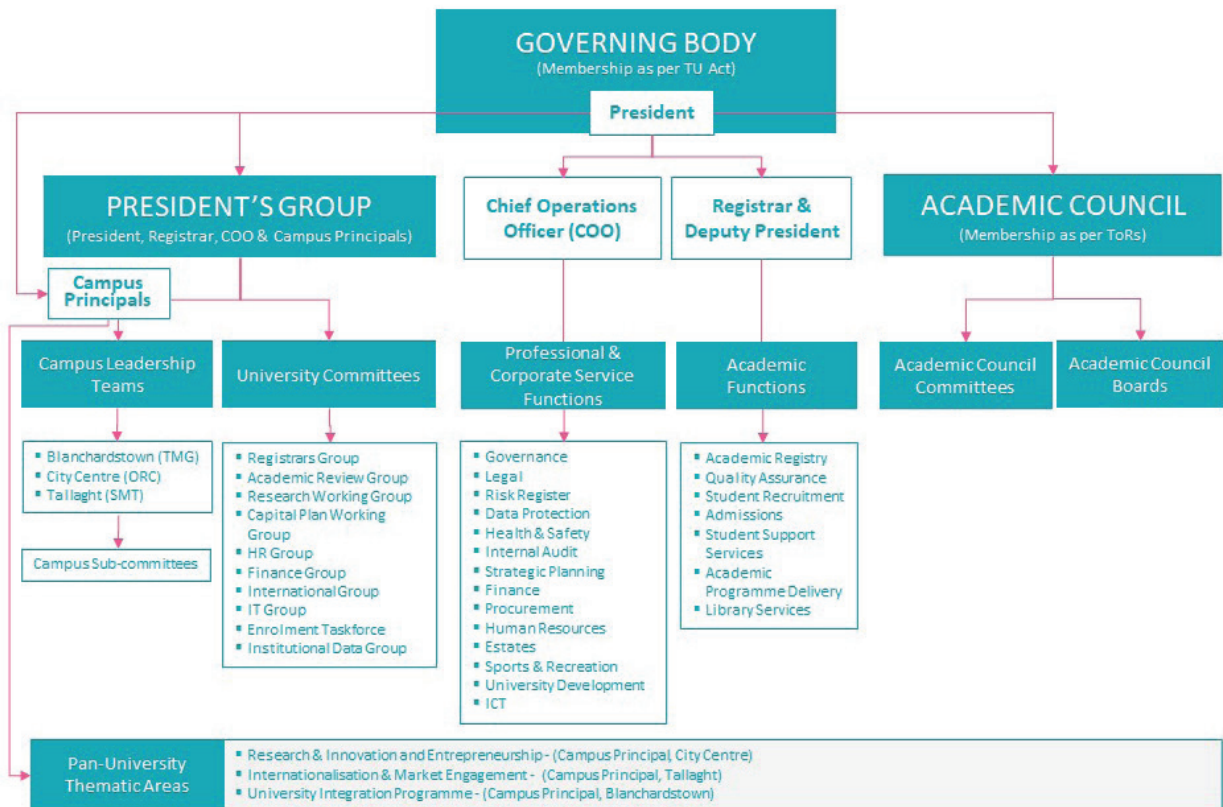 GOVERNING BODY
(Membership as per TU Act)
President
PRESIDENT'S GROUP
(President, Registrar, COO & Campus Principals)
Chief Operations
Officer (COO)
Registrar &
Deputy President
ACADEMIC COUNCIL
(Membership as per ToRs)
Campus
Principals
Campus Leadership
Teams
University Committees
Professional &
Corporate Service
Functions
Academic
Functions
Academic Council
Committees
Academic Council
Boards
▪ Blanchardstown (TMG)
▪ City Centre (ORC)
▪ Tallaght (SMT)
Campus Sub-committees
▪ Registrars Group
▪ Academic Review Group
▪ Research Working Group
▪ Capital Plan Working
Group
▪ HR Group
▪ Finance Group
▪ International Group
▪ IT Group
▪ Enrolment Taskforce
▪ Institutional Data Group
▪ Governance
▪ Legal
▪ Risk Register
▪ Data Protection
▪ Health & Safety
▪ Internal Audit
▪ Strategic Planning
▪ Finance
▪ Procurement
▪ Human Resources
▪ Estates
▪ Sports & Recreation
▪ University Development
▪ ICT
▪ Academic Registry
▪ Quality Assurance
▪ Student Recruitment
▪ Admissions
▪ Student Support
Services
▪ Academic
Programme Delivery
▪ Library Services
Pan-University
Thematic Areas
▪ Research & Innovation and Entrepreneurship - (Campus Principal, City Centre)
▪ Internationalisation & Market Engagement - (Campus Principal, Tallaght)
▪ University Integration Programme - (Campus Principal, Blanchardstown)